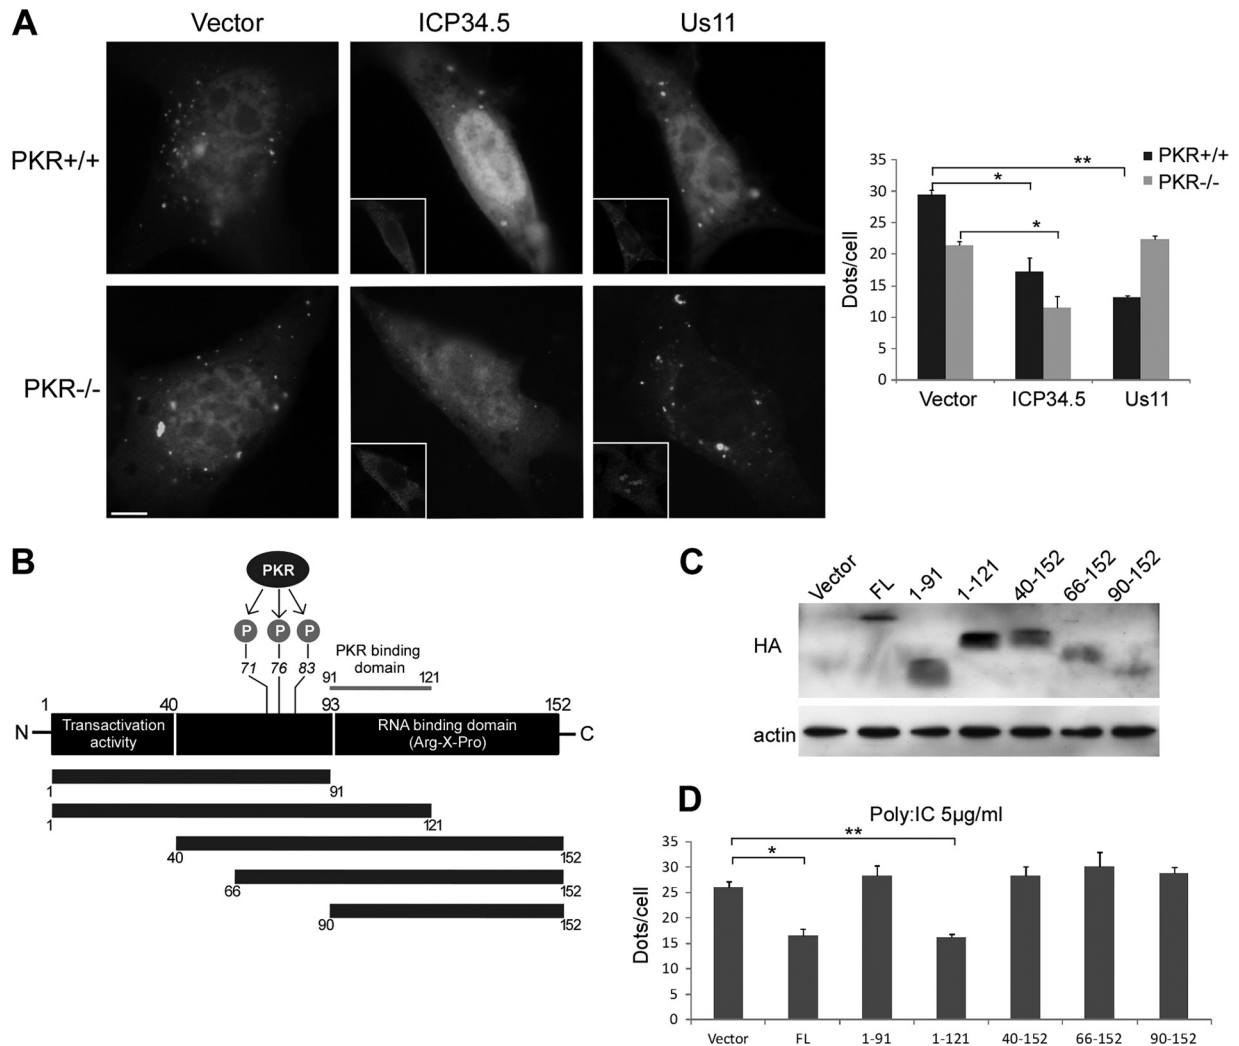 A
Vector
ICP34.5
Us11
PKR+/+
PKR-/-
35
30
25
20
15
10
5
0
Dots/cell
**
*
*
PKR+/+
PKR-/-
Vector
ICP34.5
Us11
B
PKR
P
P
P
71
76
83
PKR binding
domain
91
121
1
40
93
152
N
Transactivation
activity
RNA binding domain
(Arg-X-Pro)
C
1
91
1
121
40
152
66
152
90
152
C
Vector
FL
1-91
1-121
40-152
66-152
90-152
HA
actin
D
Poly:IC 5µg/ml
**
*
35
30
25
20
15
10
5
0
Dots/cell
Vector
FL
1-91
1-121
40-152
66-152
90-152